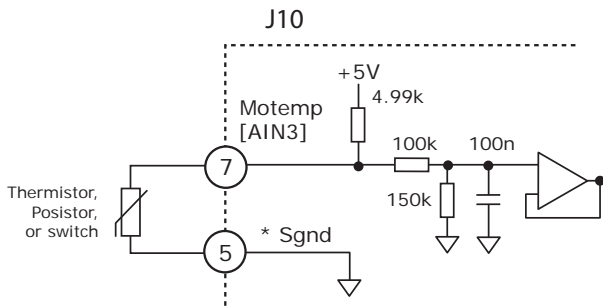 J10
+5V
4.99k
Motemp
[AIN3]
100k
100n
7
Thermistor,
Posistor,
or switch
150k
5
* Sgnd